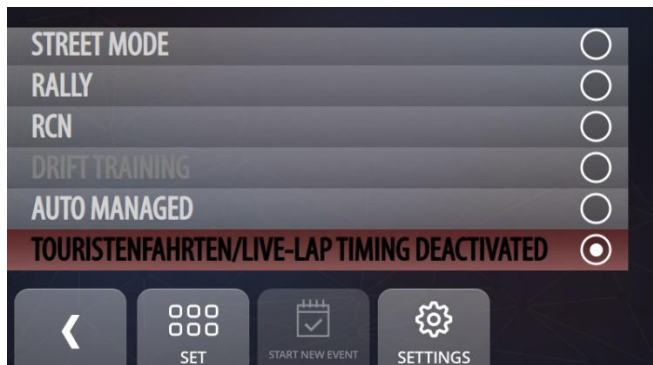 STREET MODE
RALLY
RCN
DRIFT TRAINING
AUTO MANAGED
TOURISTENFAHRTEN/LIVE-LAP TIMING DEACTIVATED
SET
START NEW EVENT
SETTINGS